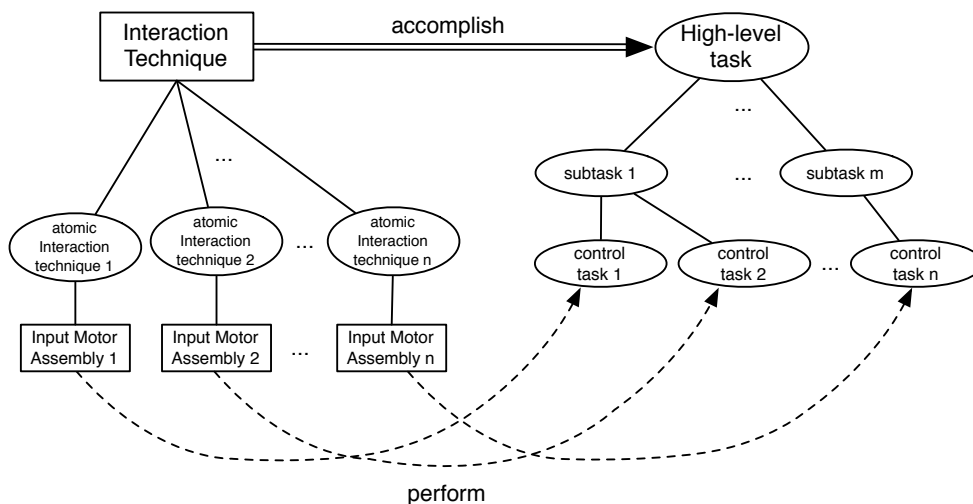 Interaction
Technique
accomplish
High-level
task
...
...
subtask 1
...
subtask m
atomic
Interaction
technique 1
atomic
Interaction
technique 2
...
atomic
Interaction
technique n
control
task 1
control
task 2
...
control
task n
Input Motor
Assembly 1
Input Motor
Assembly 2
...
Input Motor
Assembly n
perform